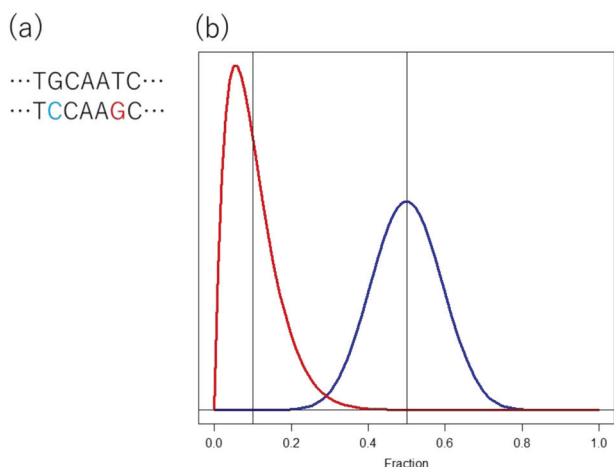 (a)
(b)
…TGCAATC…
…TCCAAGC…
0.0 0.2 0.4 0.6 0.8 1.0
Fraction